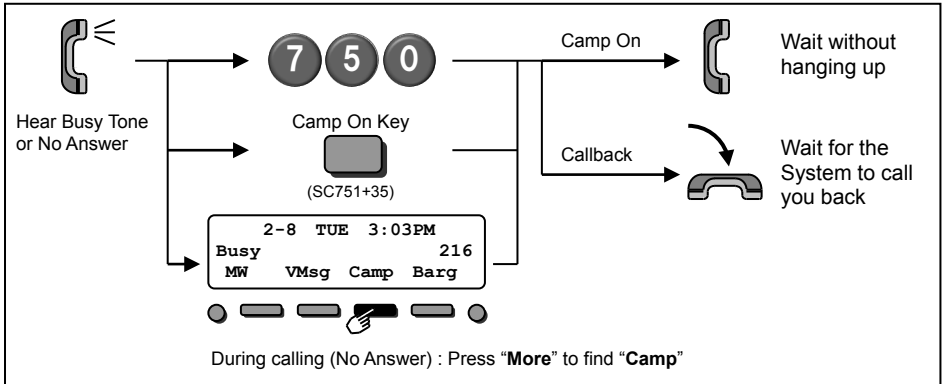 Hear Busy Tone
or No Answer
7 5 0
Camp On Key
(SC751+35)
2-8 TUE 3:03PM
Busy 216
MW VMsg Camp Barg
During calling (No Answer) : Press “More” to find “Camp”
Camp On
Wait without
hanging up
Callback
Wait for the
System to call
you back